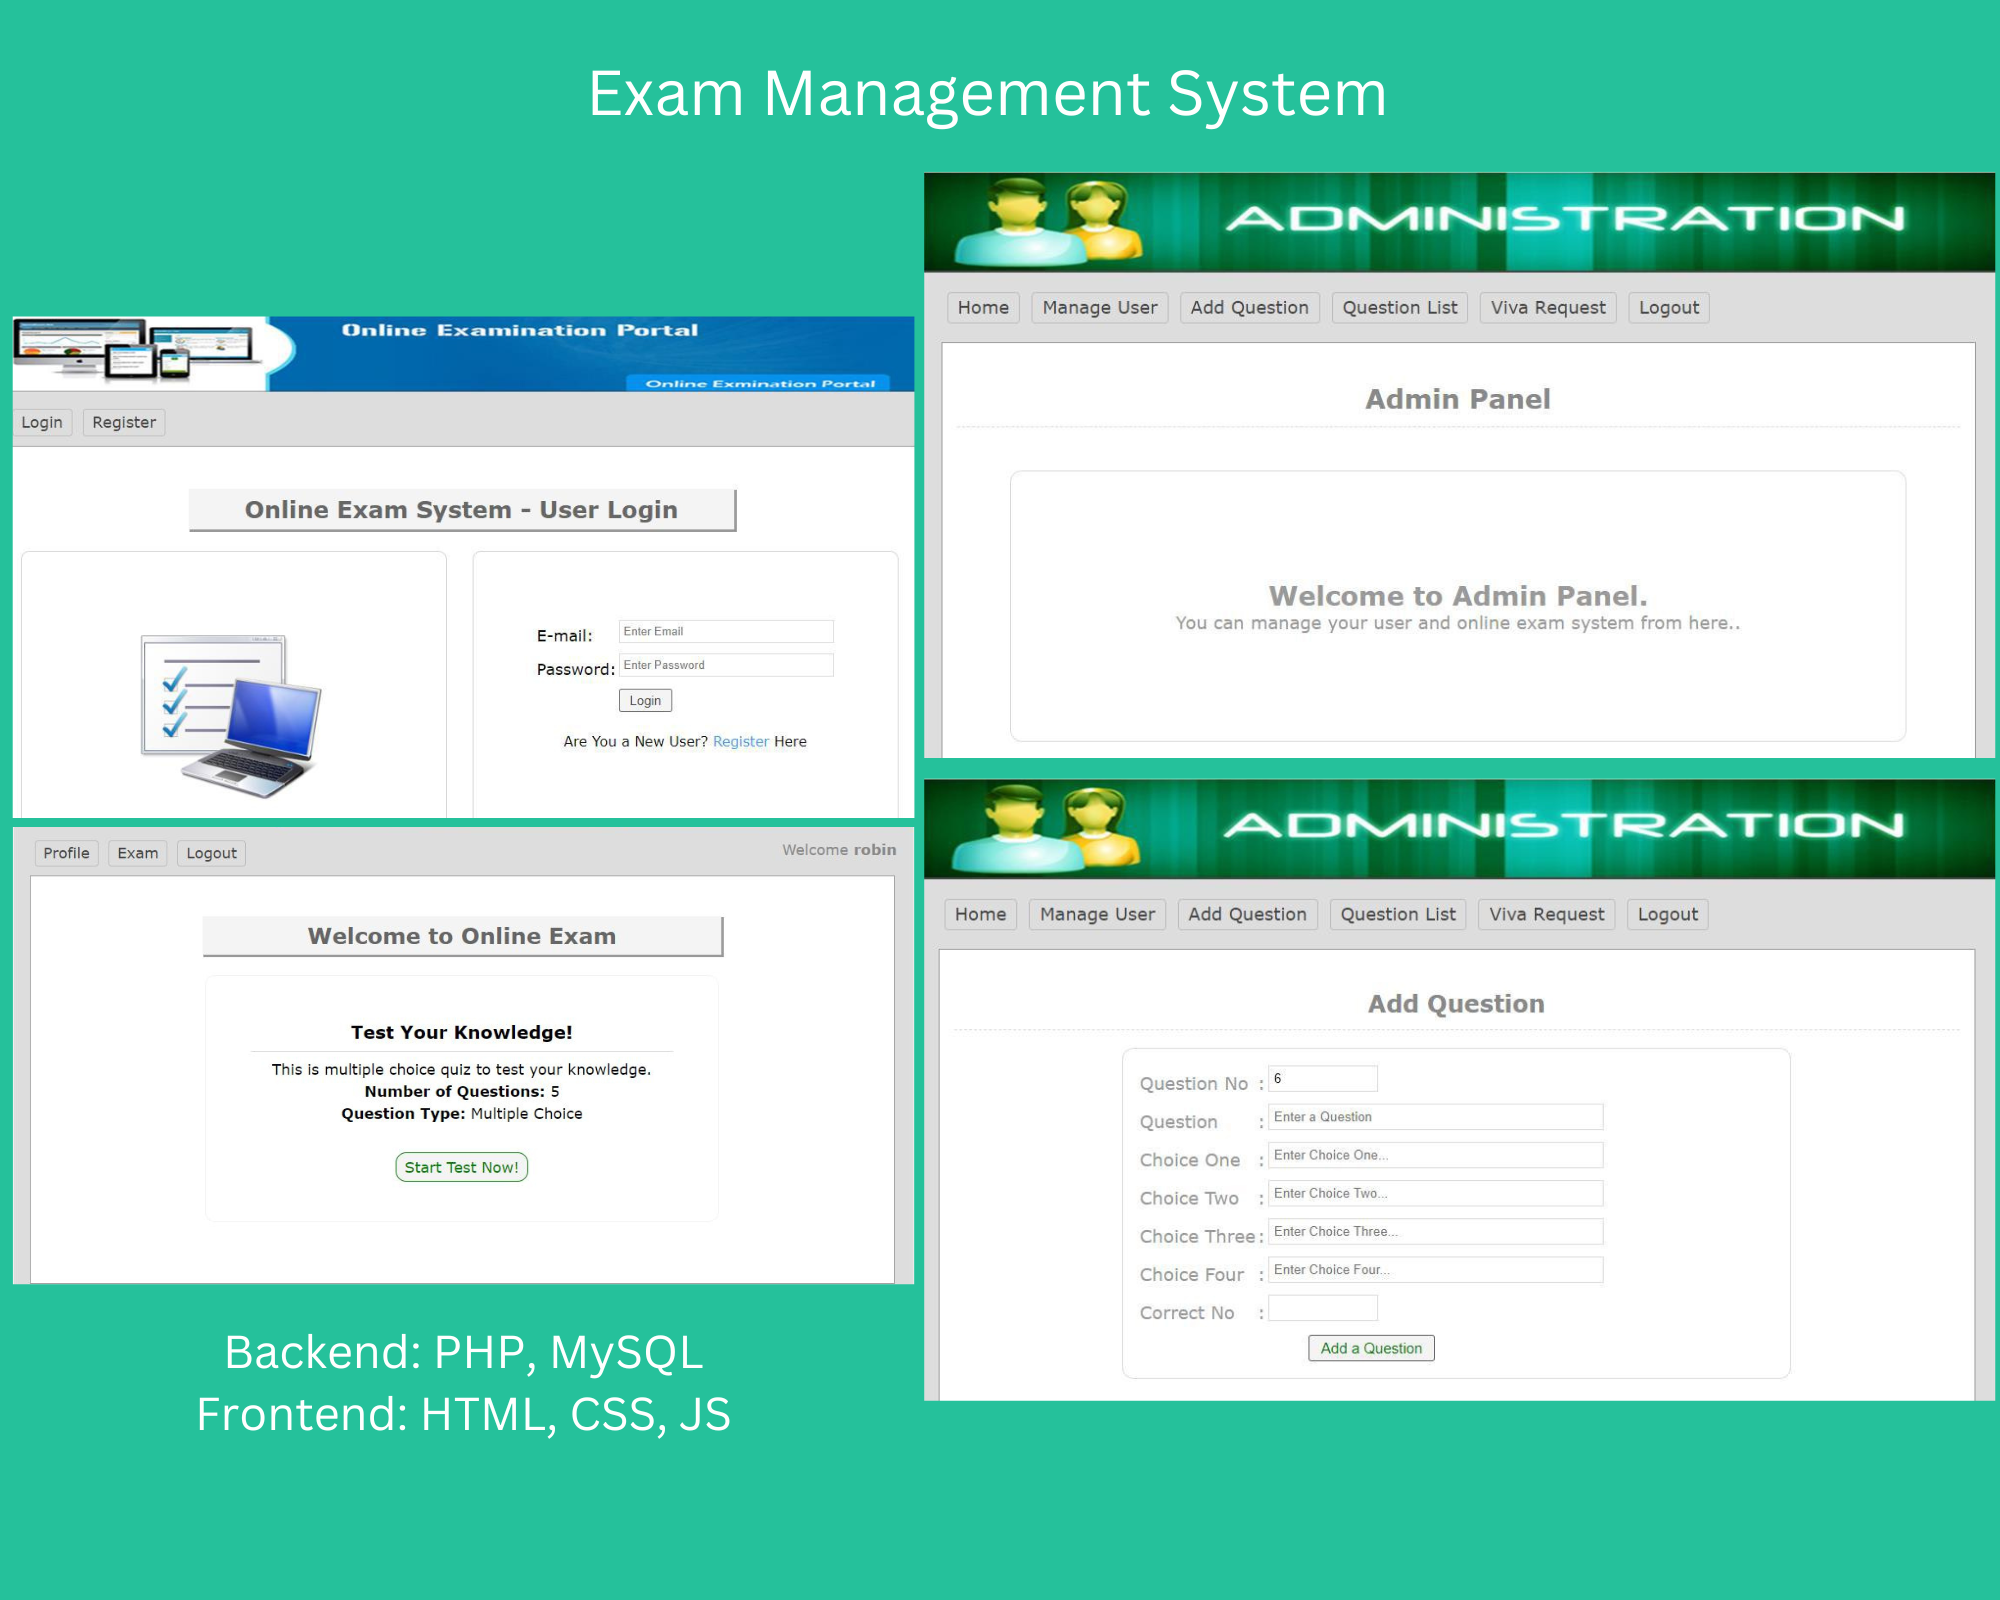 Exam Management System
Online Examination Portal
Online Exmination Portal
Login Register
Online Exam System - User Login
E-mail: Enter Email
Password: Enter Password
Login
Are You a New User? Register Here
Profile Exam Logout Welcome robin
Welcome to Online Exam
Test Your Knowledge!
This is multiple choice quiz to test your knowledge.
Number of Questions: 5
Question Type: Multiple Choice
Start Test Now!
Backend: PHP, MySQL
Frontend: HTML, CSS, JS
ADMINISTRATION
Home Manage User Add Question Question List Viva Request Logout
Admin Panel
Welcome to Admin Panel.
You can manage your user and online exam system from here..
ADMINISTRATION
Home Manage User Add Question Question List Viva Request Logout
Add Question
Question No : 6
Question : Enter a Question
Choice One : Enter Choice One...
Choice Two : Enter Choice Two...
Choice Three : Enter Choice Three...
Choice Four : Enter Choice Four...
Correct No :
Add a Question